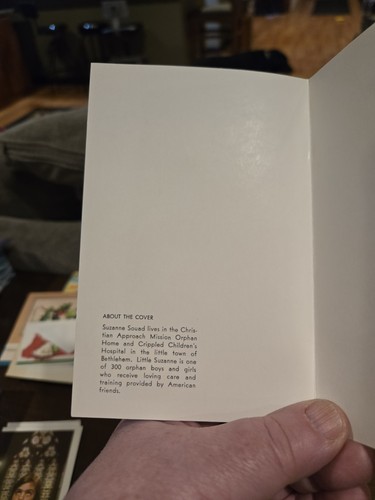 ABOUT THE COVER
Suzanne Souad lives in the Chris-
tian Approach Mission Orphan
Home and Crippled Children's
Hospital in the little town of
Bethlehem. Little Suzanne is one
of 300 orphan boys and girls
who receive loving care and
training provided by American
friends.